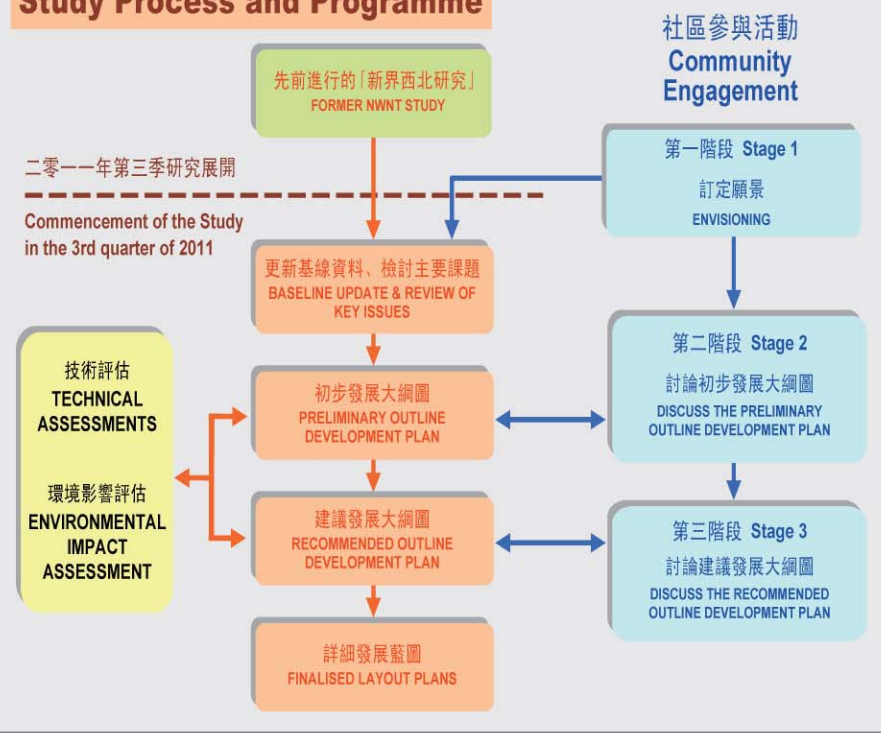 Study Process and Programme
社區參與活動
Community
Engagement
先前進行的「新界西北研究」
FORMER NWNT STUDY
第一階段 Stage 1
訂定願景
ENVISIONING
二零一一年第三季研究展開
Commencement of the Study
in the 3rd quarter of 2011
更新基線資料、檢討主要課題
BASELINE UPDATE & REVIEW OF
KEY ISSUES
第二階段 Stage 2
討論初步發展大綱圖
DISCUSS THE PRELIMINARY
OUTLINE DEVELOPMENT PLAN
技術評估
TECHNICAL
ASSESSMENTS
環境影響評估
ENVIRONMENTAL
IMPACT
ASSESSMENT
初步發展大綱圖
PRELIMINARY OUTLINE
DEVELOPMENT PLAN
建議發展大綱圖
RECOMMENDED OUTLINE
DEVELOPMENT PLAN
第三階段 Stage 3
討論建議發展大綱圖
DISCUSS THE RECOMMENDED
OUTLINE DEVELOPMENT PLAN
詳細發展藍圖
FINALISED LAYOUT PLANS